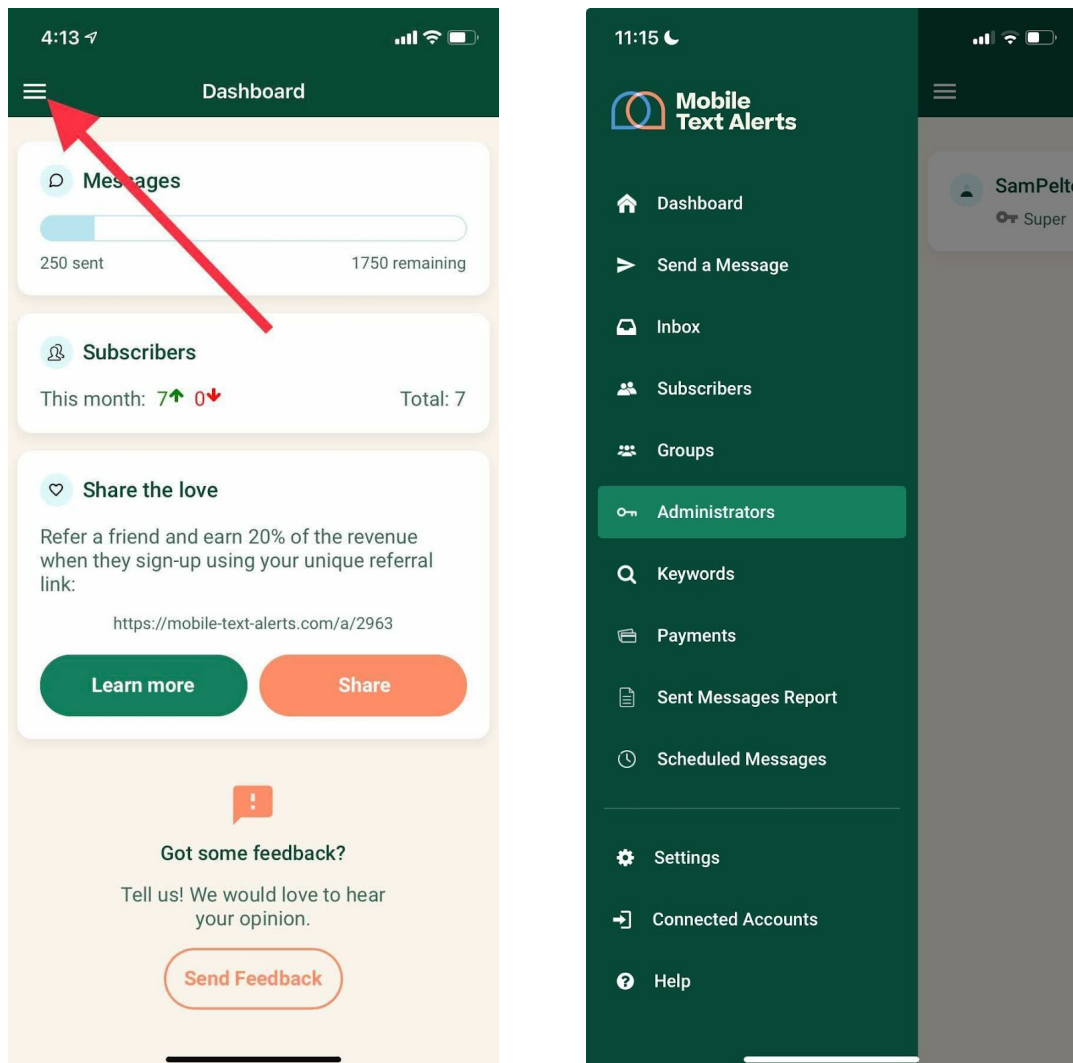 4:13
Dashboard
Messages
250 sent 1750 remaining
Subscribers
This month: 7 0 Total: 7
Share the love
Refer a friend and earn 20% of the revenue
when they sign-up using your unique referral
link:
https://mobile-text-alerts.com/a/2963
Learn more Share
Got some feedback?
Tell us! We would love to hear
your opinion.
Send Feedback
11:15
Mobile
Text Alerts
Dashboard
Send a Message
Inbox
Subscribers
Groups
Administrators
Keywords
Payments
Sent Messages Report
Scheduled Messages
Settings
Connected Accounts
Help
SamPelt
Super